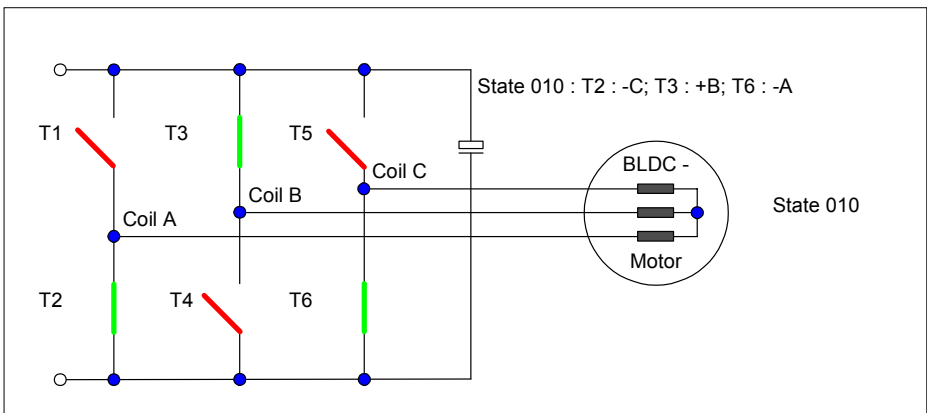 State 010 : T2 : -C; T3 : +B; T6 : -A
T1
T3
T5
BLDC -
Coil C
Coil B
State 010
Coil A
Motor
T2
T4
T6